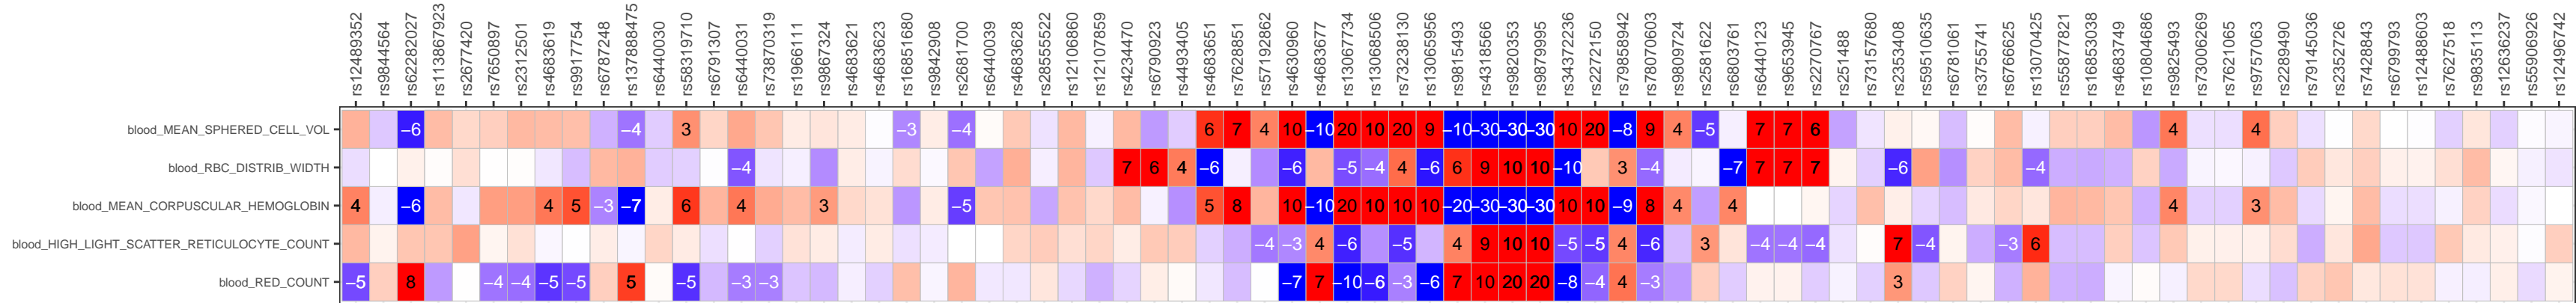 rs12489352
rs9844564
rs62282027
rs113867923
rs2677420
rs7650897
rs2312501
rs4683619
rs9917754
rs6787248
rs137888475
rs6440030
rs58319710
rs6791307
rs6440031
rs73870319
rs1966111
rs9867324
rs4683621
rs4683623
rs16851680
rs9842908
rs2681700
rs6440039
rs4683628
rs28555522
rs12106860
rs12107859
rs4234470
rs6790923
rs4493405
rs4683651
rs7628851
rs57192862
rs4630960
rs4683677
rs13067734
rs13068506
rs73238130
rs13065956
rs9815493
rs4318566
rs9820353
rs9879995
rs34372236
rs2272150
rs79858942
rs78070603
rs9809724
rs2581622
rs6803761
rs6440123
rs9653945
rs2270767
rs251488
rs73157680
rs2353408
rs59510635
rs6781061
rs3755741
rs6766625
rs13070425
rs55877821
rs16853038
rs4683749
rs10804686
rs9825493
rs73006269
rs7621065
rs9757063
rs2289490
rs79145036
rs2352726
rs7428843
rs6799793
rs12488603
rs7627518
rs9835113
rs12636237
rs55906926
rs12496742
blood_MEAN_SPHERED_CELL_VOL −6 −4 3 −3 −4 6 7 4 10 −10 20 10 20 9 −10 −30 −30 −30 10 20 −8 9 4 −5 7 7 6 4 4
blood_RBC_DISTRIB_WIDTH −4 7 6 4 −6 −6 −5 −4 4 −6 6 9 10 10 −10 3 −4 −7 7 7 7 −6 −4
blood_MEAN_CORPUSCULAR_HEMOGLOBIN 4 −6 4 5 −3 −7 6 4 3 −5 5 8 10 −10 20 10 10 10 −20 −30 −30 −30 10 10 −9 8 4 4 4 3
blood_HIGH_LIGHT_SCATTER_RETICULOCYTE_COUNT −4 −3 4 −6 −5 4 9 10 10 −5 −5 4 −6 3 −4 −4 −4 7 −4 −3 6
blood_RED_COUNT −5 8 −4 −4 −5 −5 5 −5 −3 −3 −7 7 −10 −6 −3 −6 7 10 20 20 −8 −4 4 −3 3